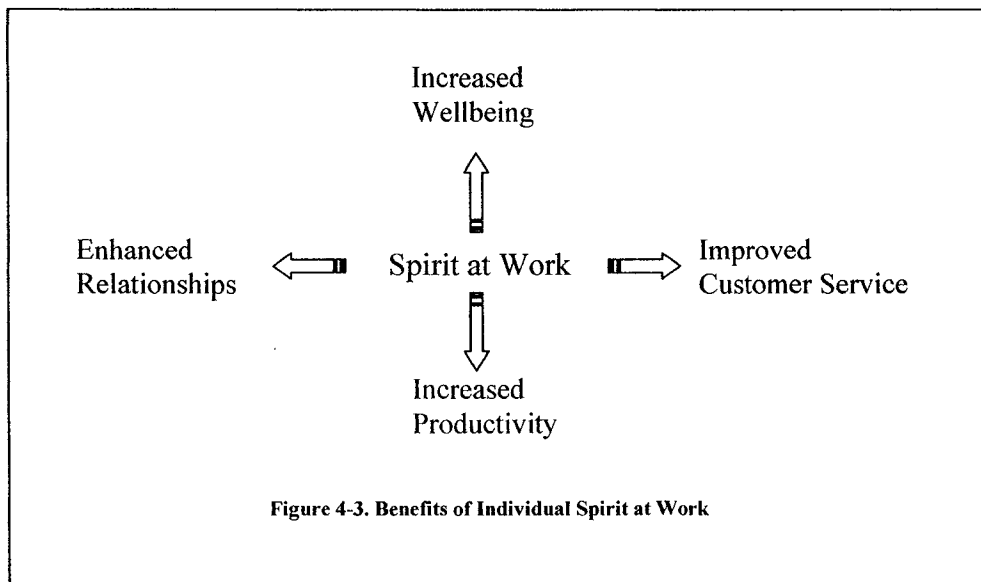 Increased
Wellbeing
Enhanced
Relationships
Spirit at Work
Improved
Customer Service
Increased
Productivity
Figure 4-3. Benefits of Individual Spirit at Work